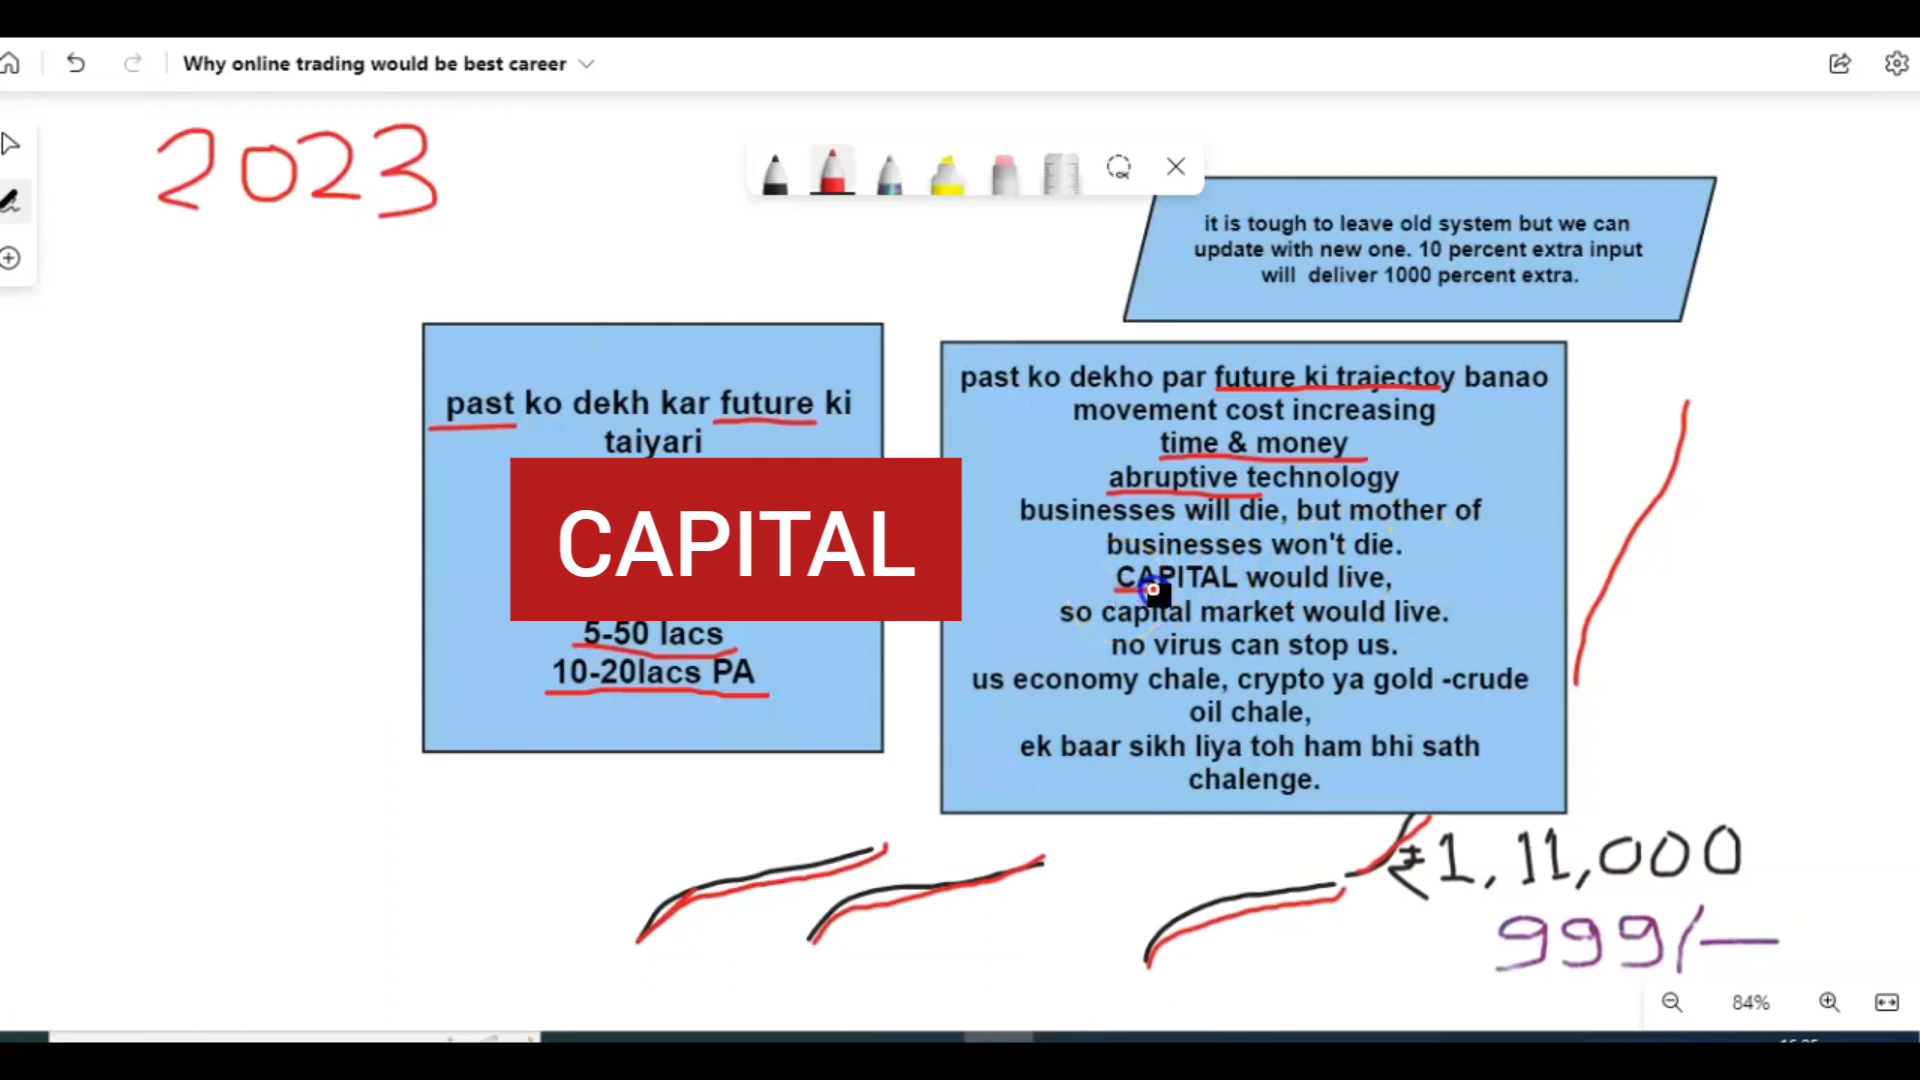 Why online trading would be best career
2023
it is tough to leave old system but we can
update with new one. 10 percent extra input
will deliver 1000 percent extra.
past ko dekh kar future ki
taiyari
CAPITAL
5-50 lacs
10-20lacs PA
past ko dekho par future ki trajectoy banao
movement cost increasing
time & money
abruptive technology
businesses will die, but mother of
businesses won't die.
CAPITAL would live,
so capital market would live.
no virus can stop us.
us economy chale, crypto ya gold -crude
oil chale,
ek baar sikh liya toh ham bhi sath
chalenge.
₹1,11,000
999/-
84%